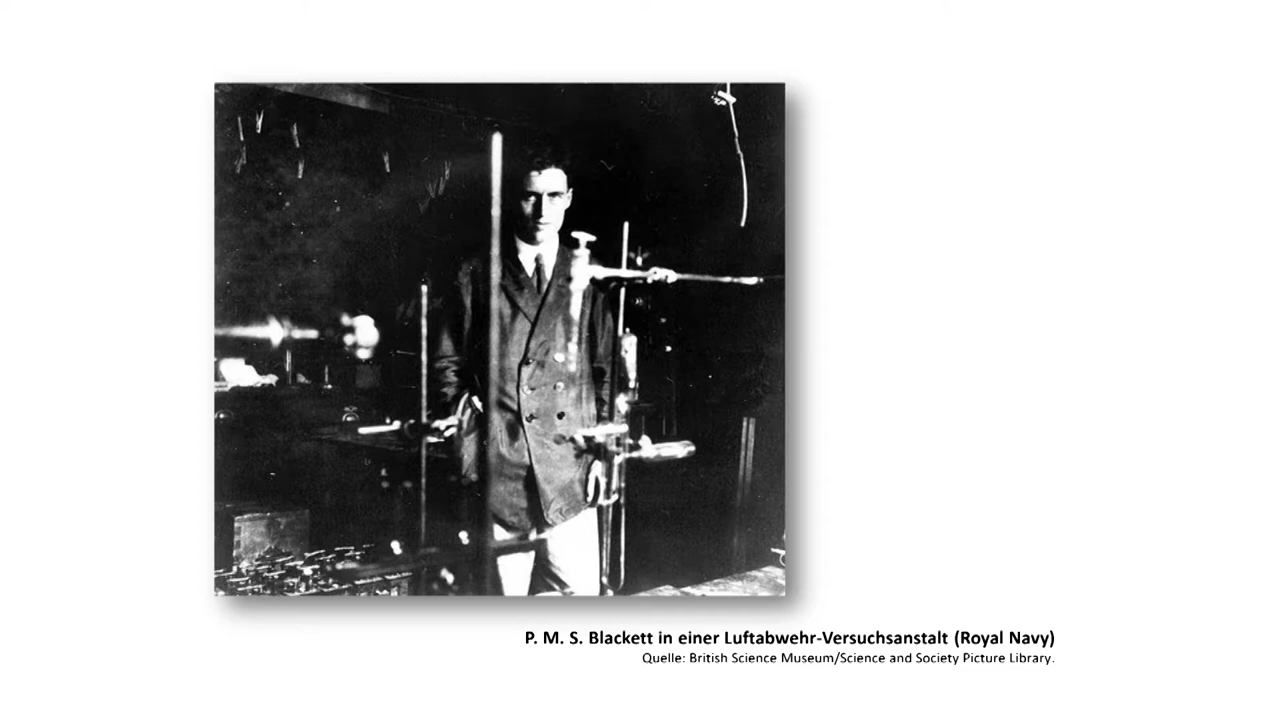 P. M. S. Blackett in einer Luftabwehr-Versuchsanstalt (Royal Navy)
Quelle: British Science Museum/Science and Society Picture Library.